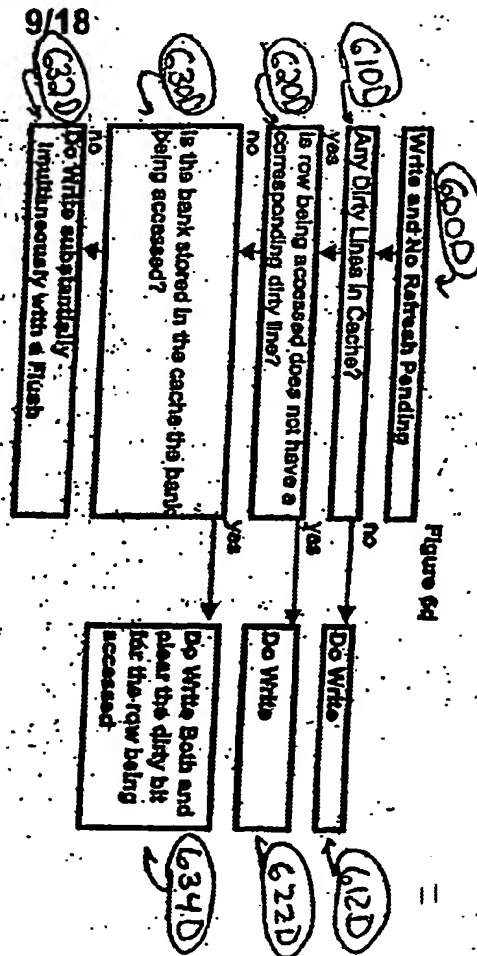 9/18
Figure 6d
600D
Write and No Refresh Pending
610D
Any Dirty Lines in Cache?
no
Do Write
612D
yes
620D
Is row being accessed does not have a
corresponding dirty line?
yes
Do Write
622D
no
630D
Is the bank stored in the cache the bank
being accessed?
yes
Do Write Both and
clear the dirty bit
for the row being
accessed
634D
no
632D
Do Write substantially
imultaneously with a Flush